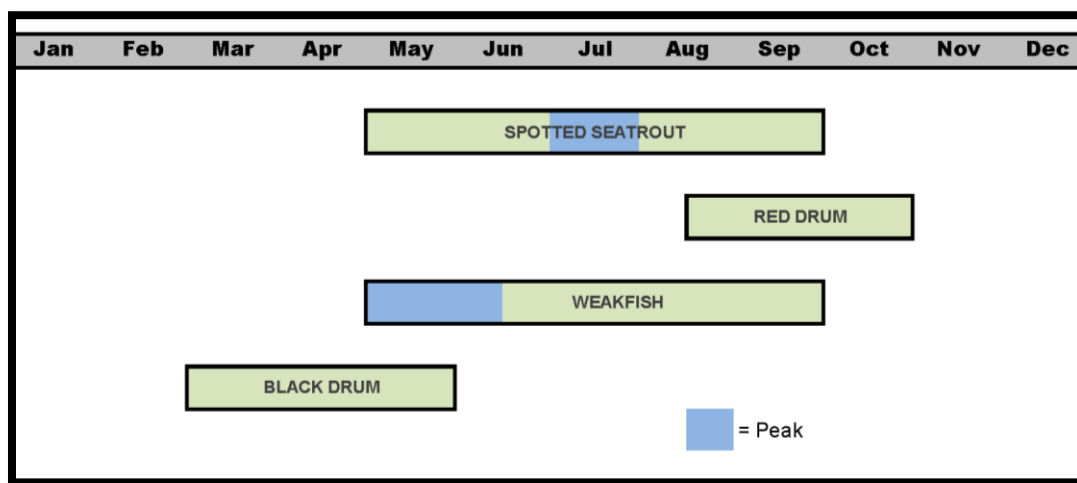 Jan Feb Mar Apr May Jun Jul Aug Sep Oct Nov Dec
SPOTTED SEATROUT
RED DRUM
WEAKFISH
BLACK DRUM
= Peak